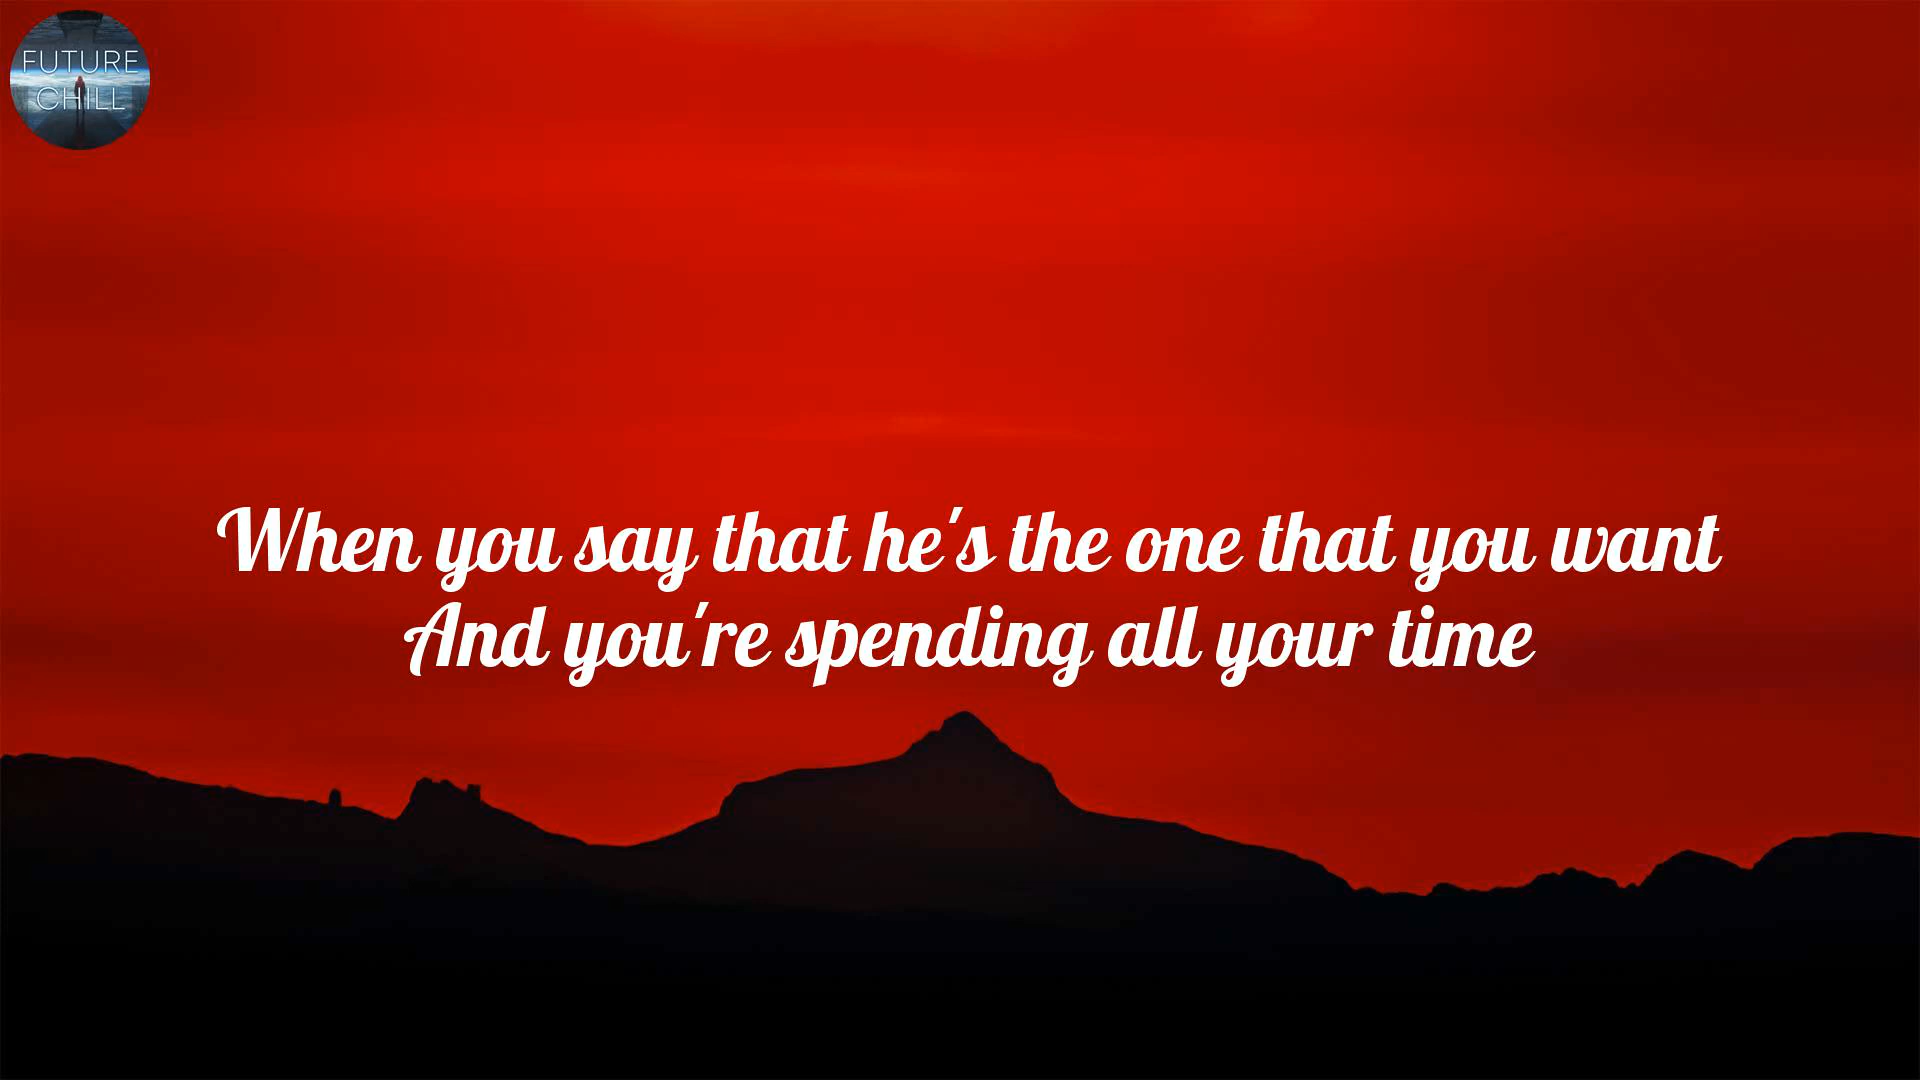 FUTURE
CHILL
When you say that he's the one that you want
And you're spending all your time